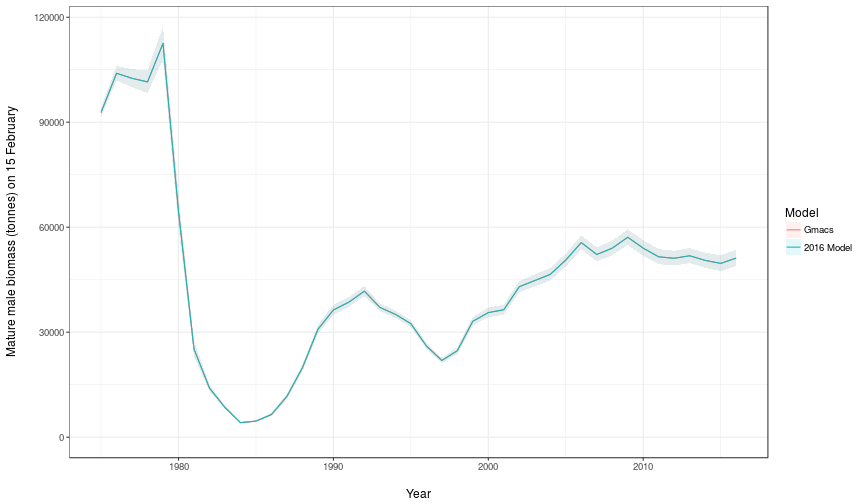 Mature male biomass (tonnes) on 15 February
120000
90000
60000
30000
0
1980
1990
2000
2010
Year
Model
Gmacs
2016 Model